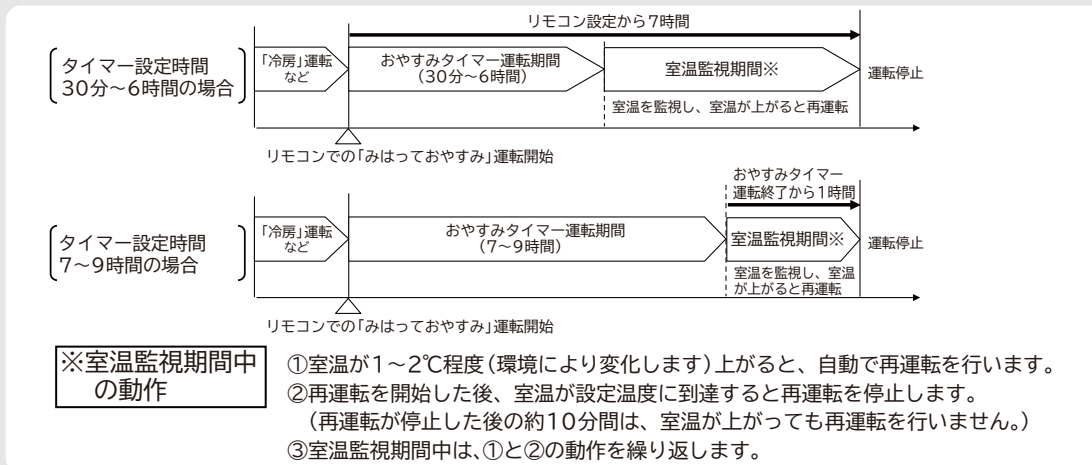 リモコン設定から7時間
タイマー設定時間
30分～6時間の場合
「冷房」運転
など
おやすみタイマー運転期間
（30分～6時間）
室温監視期間※
運転停止
室温を監視し、室温が上がると再運転
リモコンでの「みはっておやすみ」運転開始
おやすみタイマー
運転終了から1時間
タイマー設定時間
7～9時間の場合
「冷房」運転
など
おやすみタイマー運転期間
（7～9時間）
室温監視期間※
運転停止
室温を監視し、室温
が上がると再運転
リモコンでの「みはっておやすみ」運転開始
※室温監視期間中
の動作
①室温が1～2℃程度（環境により変化します）上がると、自動で再運転を行います。
②再運転を開始した後、室温が設定温度に到達すると再運転を停止します。
（再運転が停止した後の約10分間は、室温が上がっても再運転を行いません。）
③室温監視期間中は、①と②の動作を繰り返します。